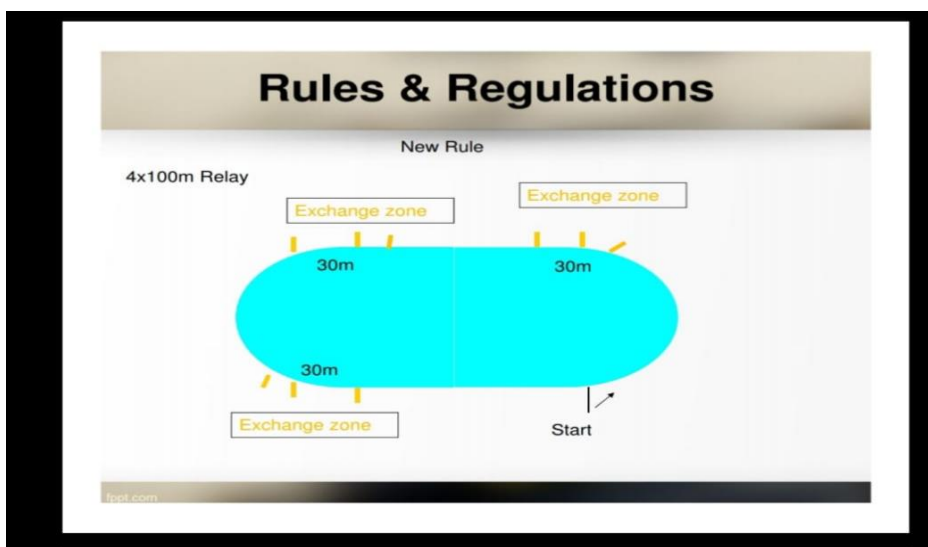 Rules & Regulations
New Rule
4x100m Relay
Exchange zone
Exchange zone
30m
30m
30m
Exchange zone
Start
fppt.com